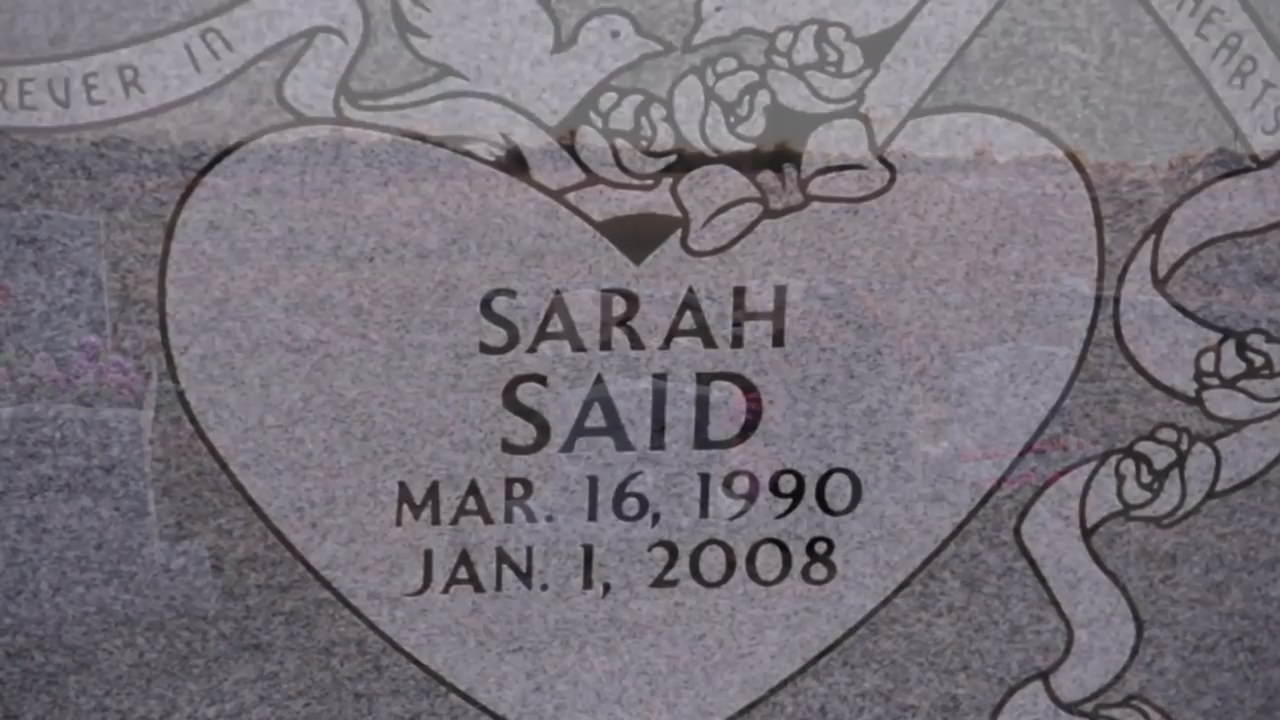 REVER IN
HEARTS
SARAH
SAID
MAR. 16, 1990
JAN. 1, 2008